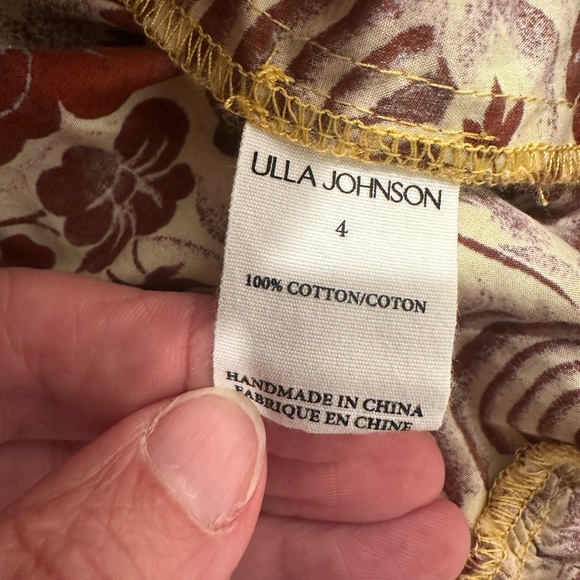 ULLA JOHNSON
4
100% COTTON/COTON
HANDMADE IN CHINA
FABRIQUE EN CHINE